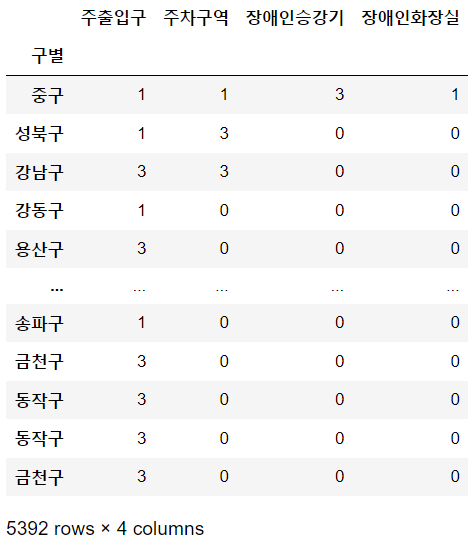 주출입구 주차구역 장애인승강기 장애인화장실
구별
중구 1 1 3 1
성북구 1 3 0 0
강남구 3 3 0 0
강동구 1 0 0 0
용산구 3 0 0 0
... ... ... ... ...
송파구 1 0 0 0
금천구 3 0 0 0
동작구 3 0 0 0
동작구 3 0 0 0
금천구 3 0 0 0
5392 rows × 4 columns